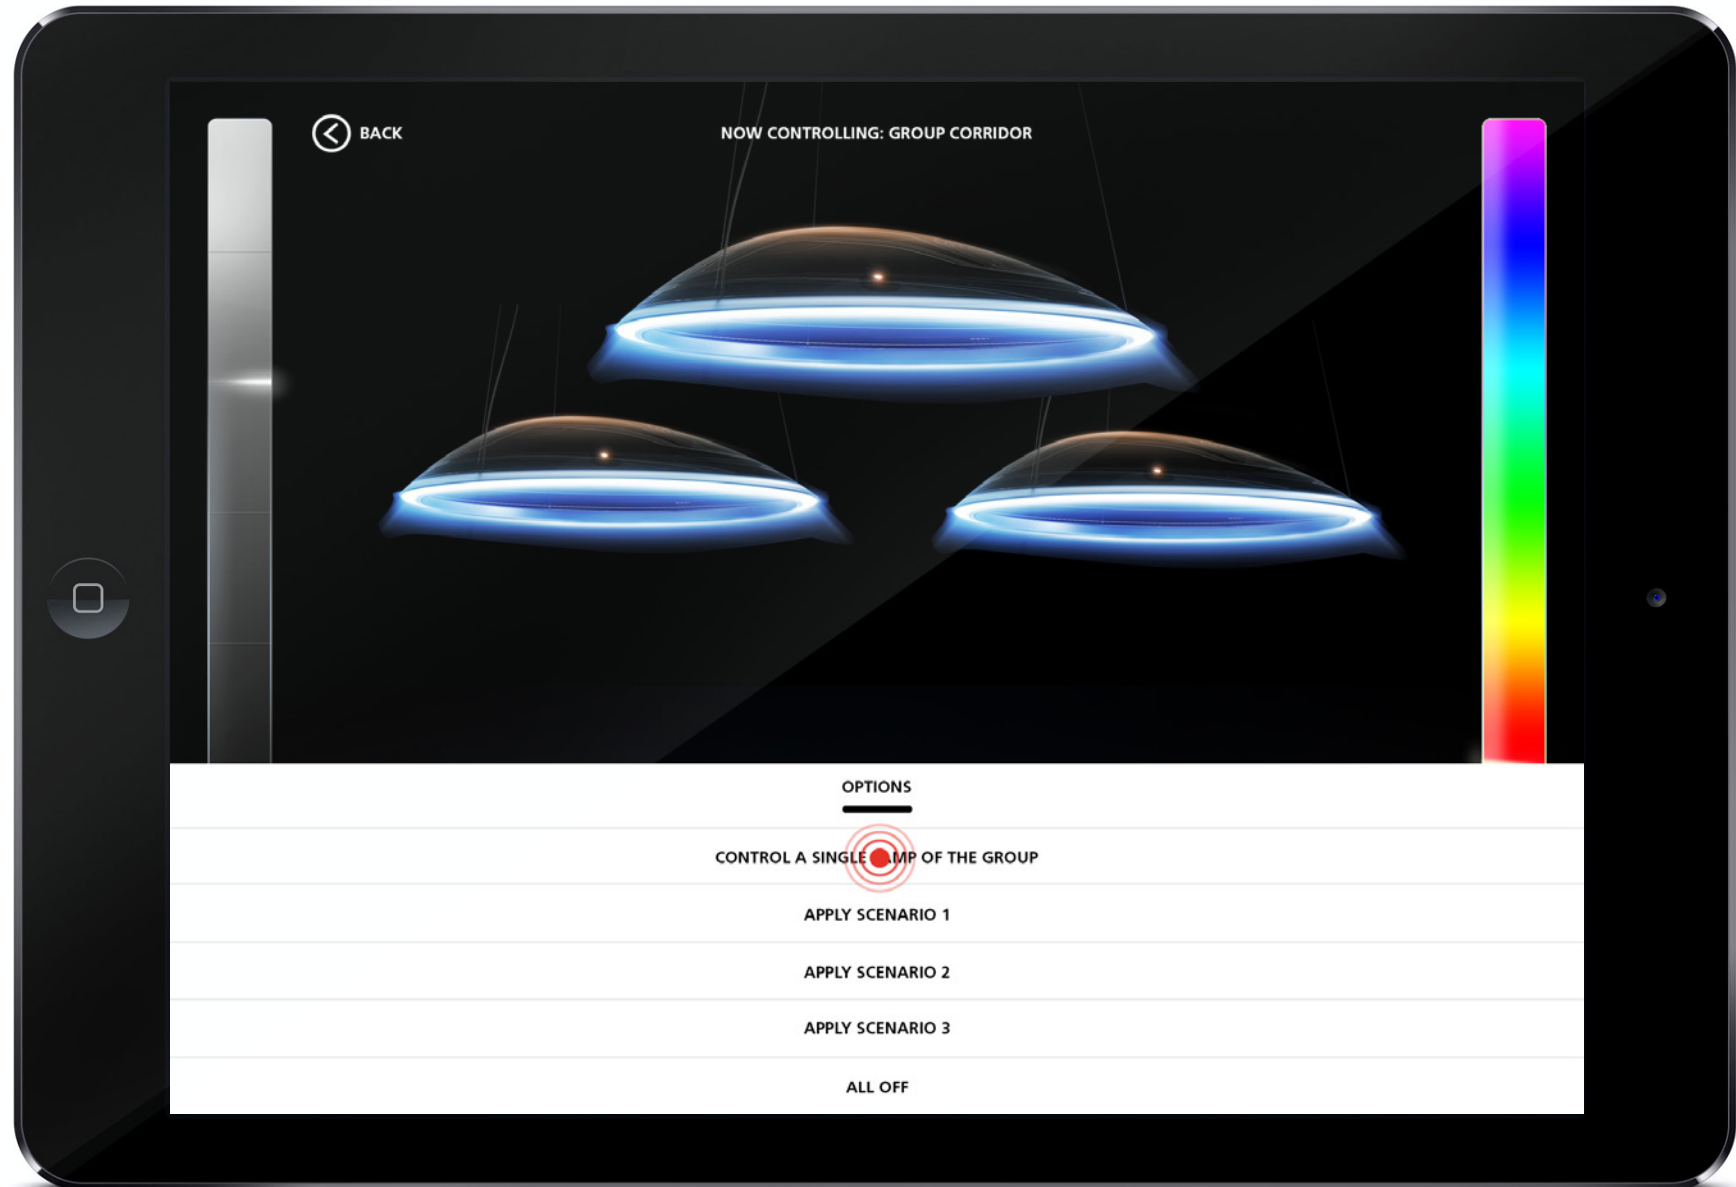 BACK
NOW CONTROLLING: GROUP CORRIDOR
OPTIONS
CONTROL A SINGLE OF THE GROUP
APPLY SCENARIO 1
APPLY SCENARIO 2
APPLY SCENARIO 3
ALL OFF